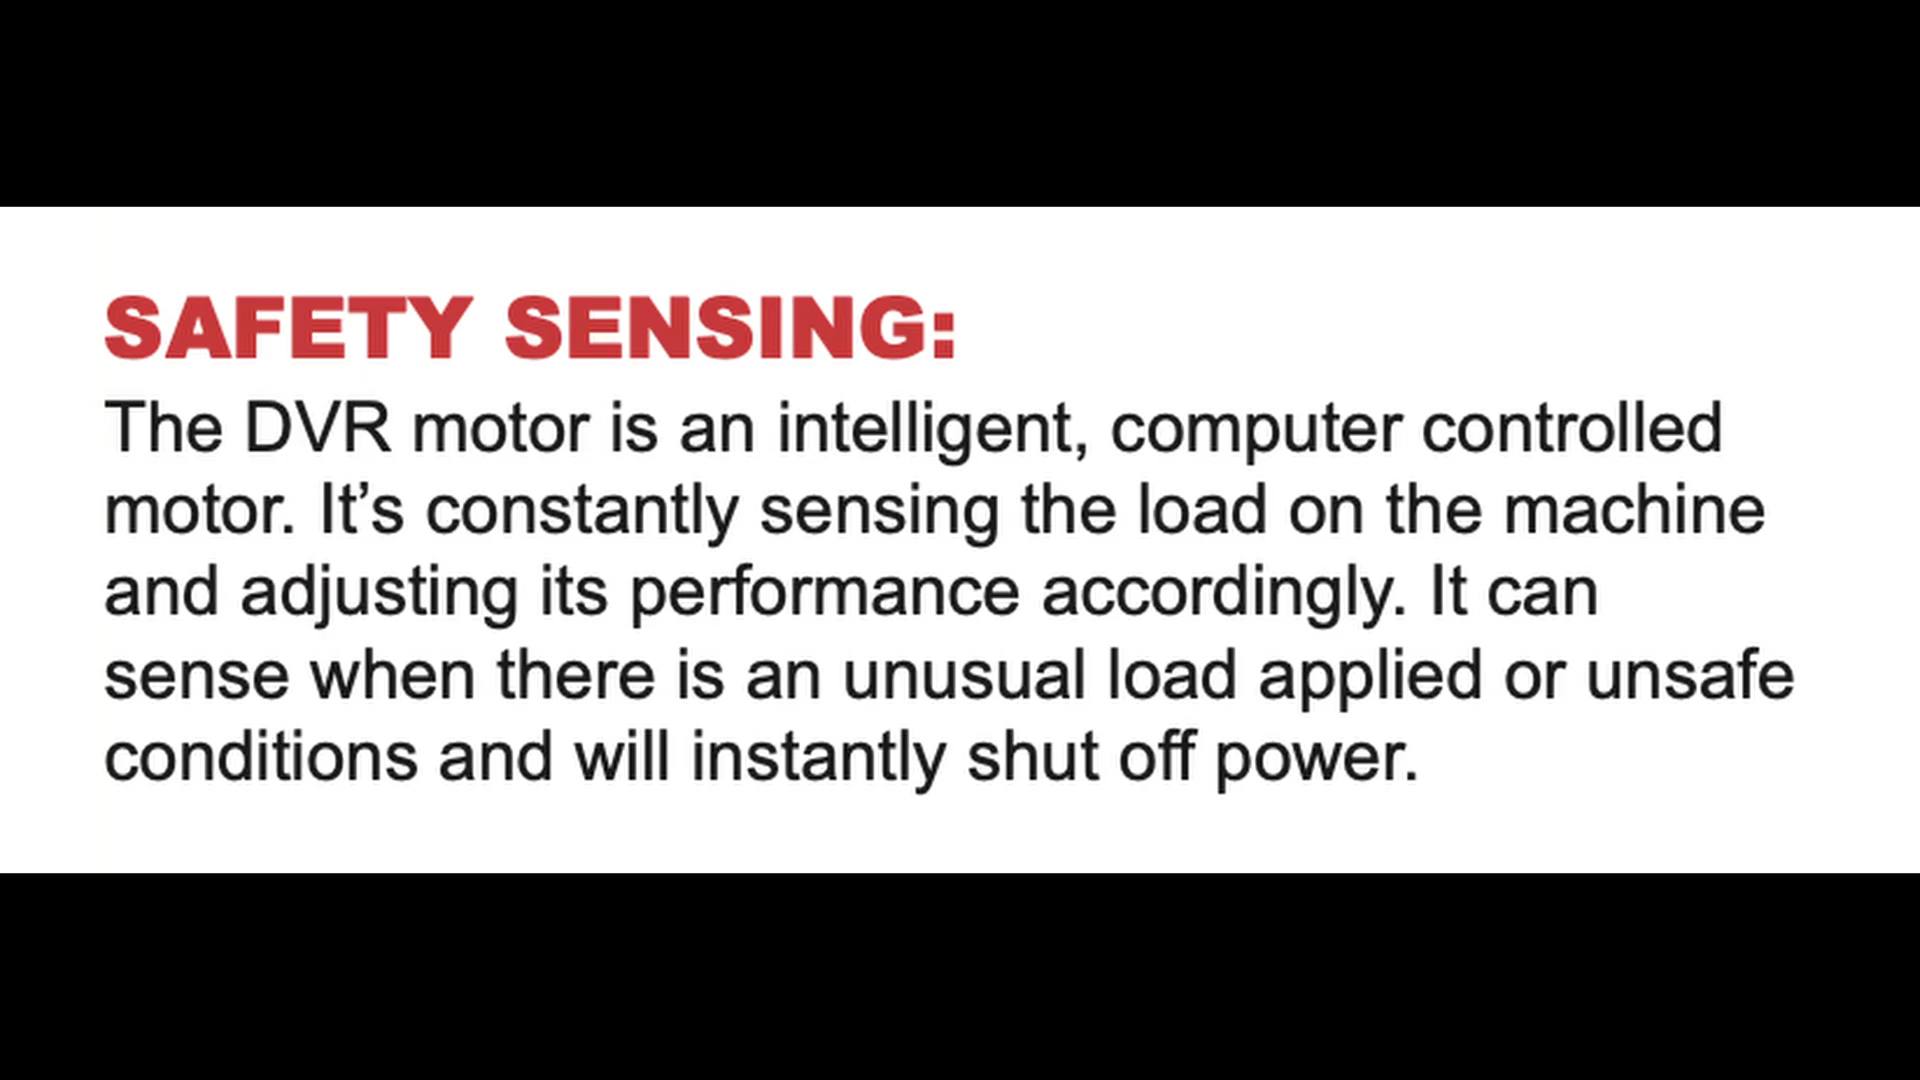 SAFETY SENSING:
The DVR motor is an intelligent, computer controlled
motor. It’s constantly sensing the load on the machine
and adjusting its performance accordingly. It can
sense when there is an unusual load applied or unsafe
conditions and will instantly shut off power.